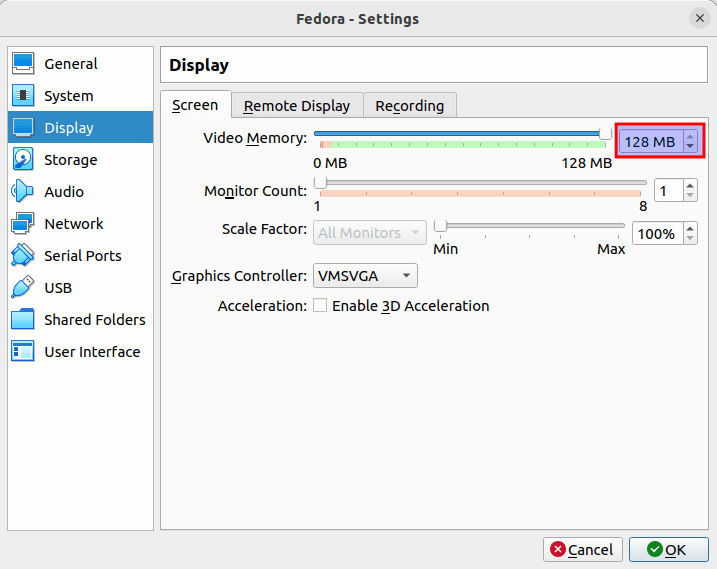 Fedora - Settings
General
System
Display
Storage
Audio
Network
Serial Ports
USB
Shared Folders
User Interface
Display
Screen
Remote Display
Recording
Video Memory:
128 MB
0 MB
128 MB
Monitor Count:
1
1
8
Scale Factor:
All Monitors
100%
Min
Max
Graphics Controller:
VMSVGA
Acceleration:
Enable 3D Acceleration
Cancel
OK